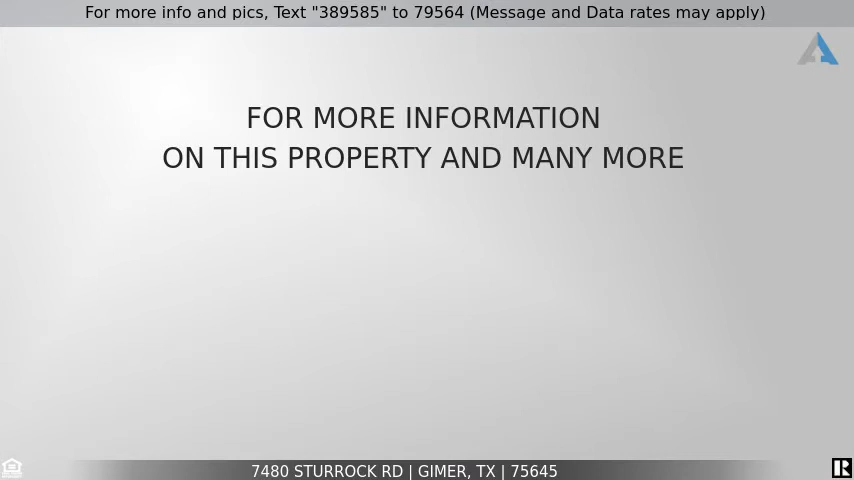 For more info and pics, Text "389585" to 79564 (Message and Data rates may apply)
FOR MORE INFORMATION
ON THIS PROPERTY AND MANY MORE
7480 STURROCK RD | GIMER, TX | 75645